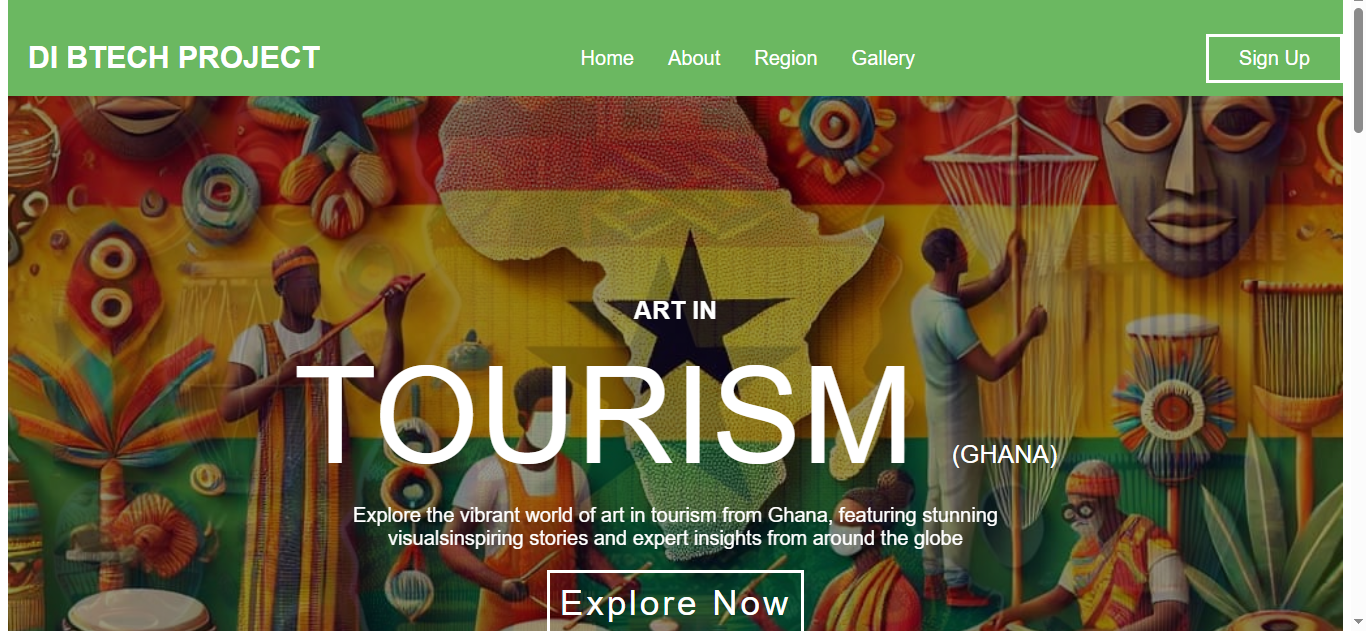 DI BTECH PROJECT
Home About Region Gallery
Sign Up
ART IN
TOURISM (GHANA)
Explore the vibrant world of art in tourism from Ghana, featuring stunning
visualsinspiring stories and expert insights from around the globe
Explore Now